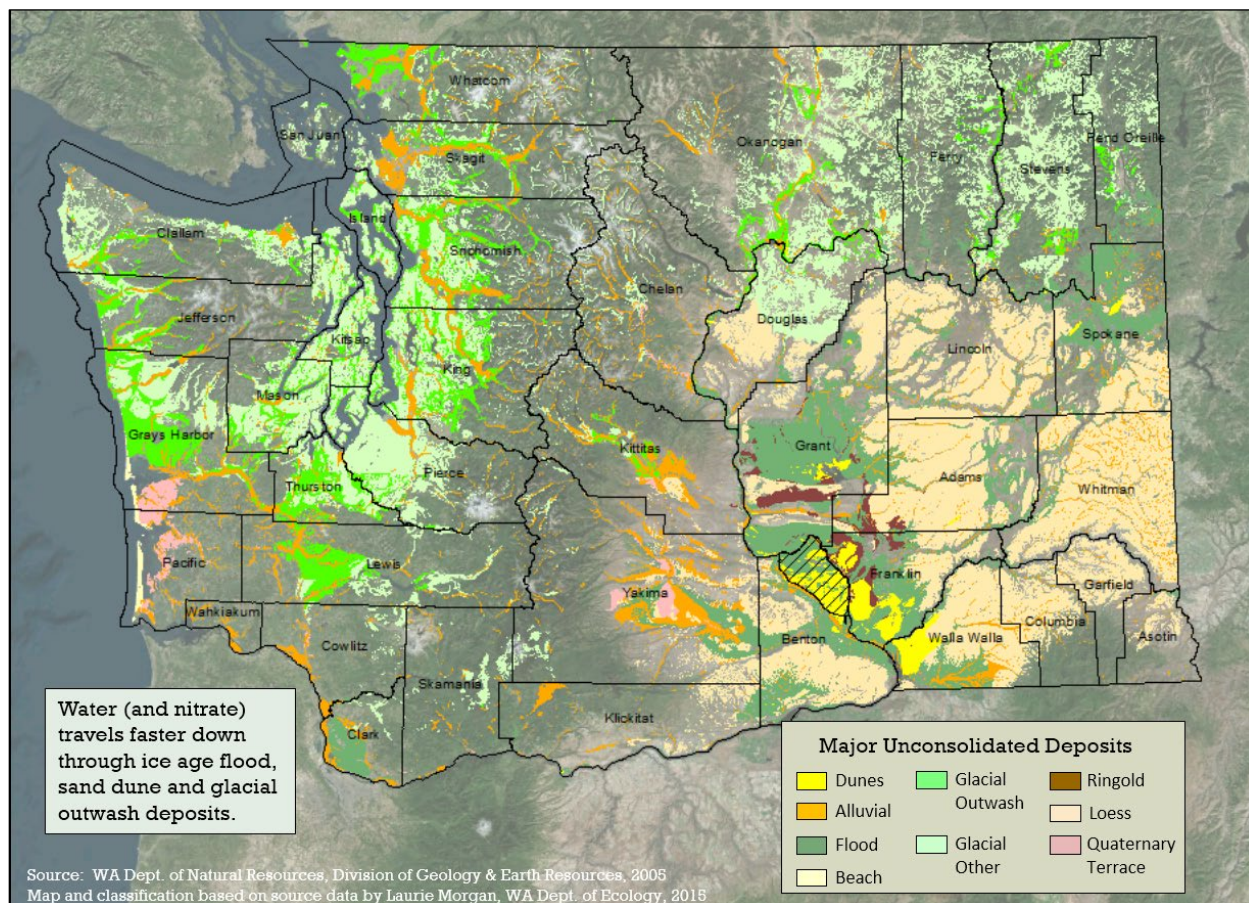 Whatcom
San Juan
Skagit
Okanogan
Ferry
Stevens
Pend Oreille
Island
Snohomish
Clallam
Chelan
Douglas
Jefferson
Kitsap
King
Lincoln
Spokane
Mason
Grays Harbor
Kittitas
Grant
Pierce
Thurston
Adams
Whitman
Pacific
Lewis
Yakima
Franklin
Garfield
Wahkiakum
Cowlitz
Benton
Walla Walla
Columbia
Asotin
Skamania
Klickitat
Clark
Water (and nitrate)
travels faster down
through ice age flood,
sand dune and glacial
outwash deposits.
Major Unconsolidated Deposits
Dunes
Alluvial
Flood
Beach
Glacial
Outwash
Glacial
Other
Ringold
Loess
Quaternary
Terrace
Source: WA Dept. of Natural Resources, Division of Geology & Earth Resources, 2005
Map and classification based on source data by Laurie Morgan, WA Dept. of Ecology, 2015